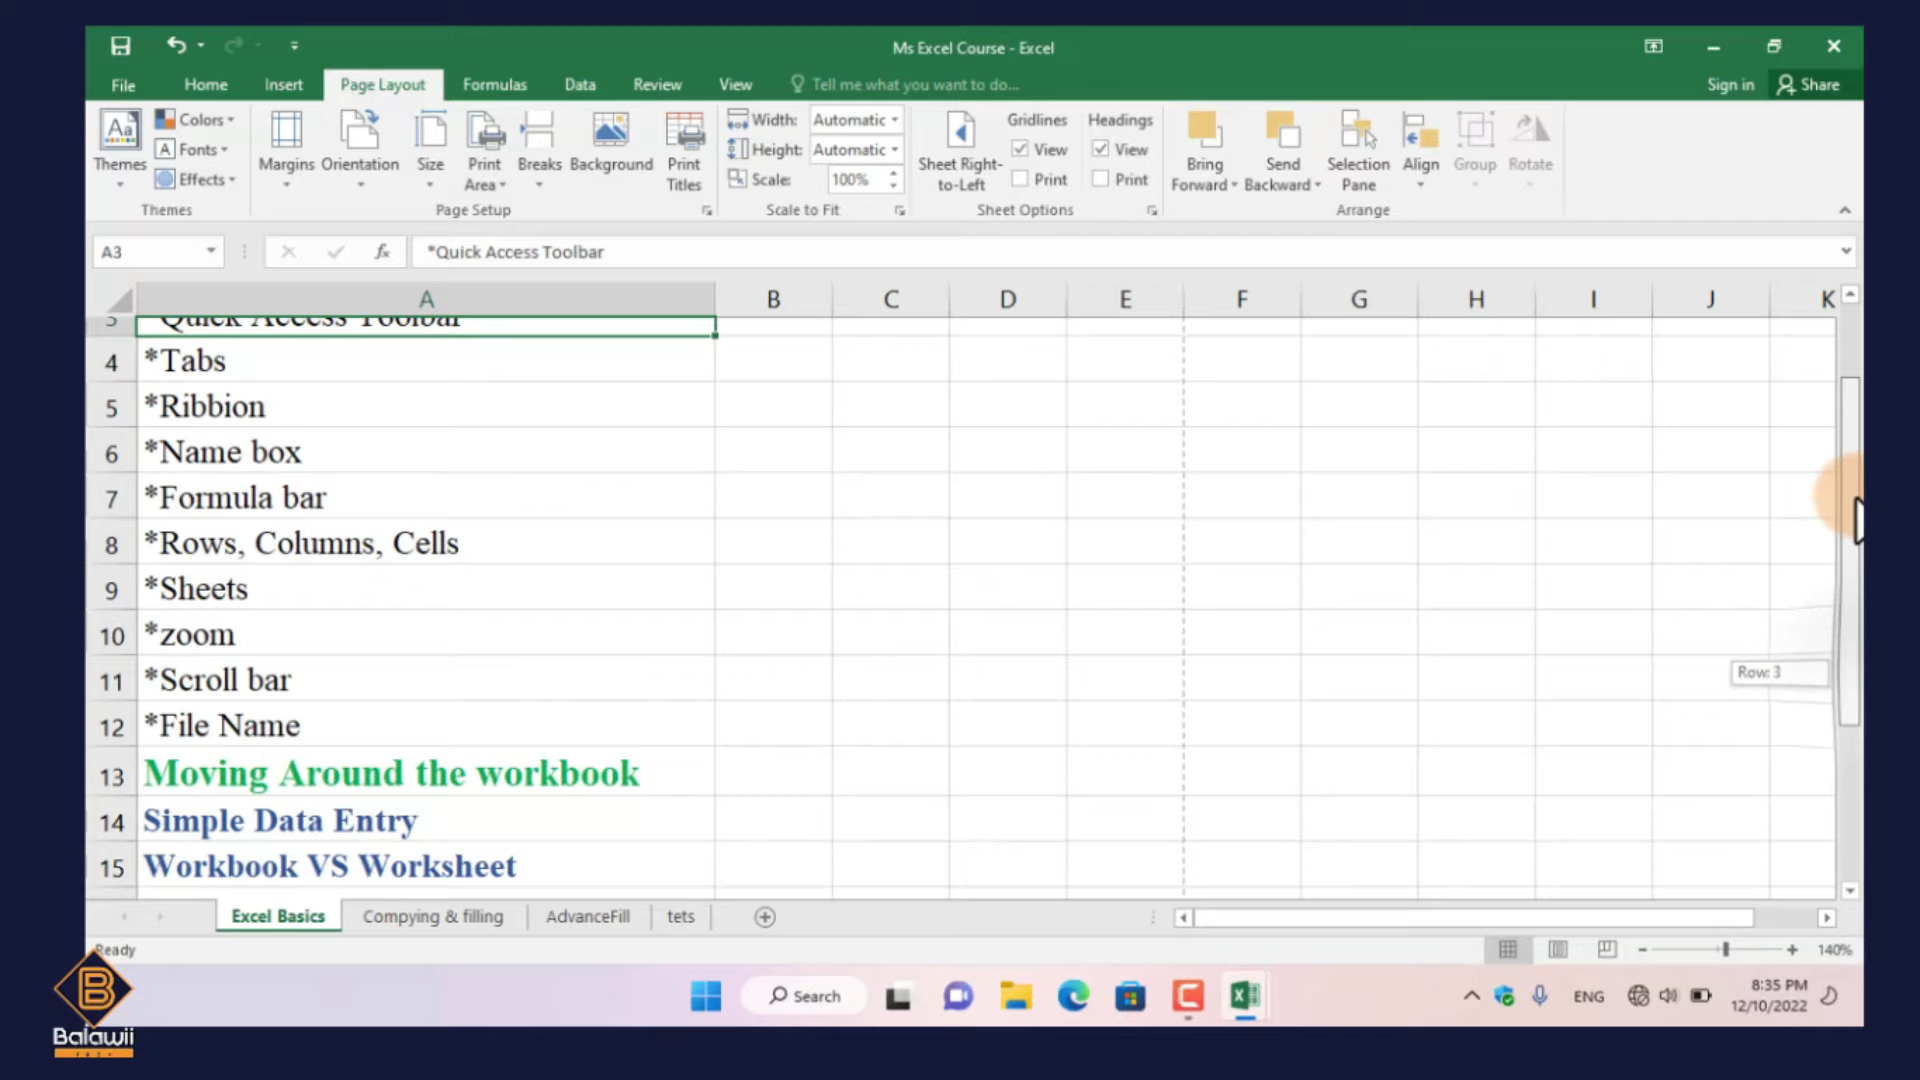 Ms Excel Course - Excel
File Home Insert Page Layout Formulas Data Review View Tell me what you want to do... Sign in Share
Themes Colors Fonts Effects
Themes
Margins Orientation Size Print Area Breaks Background Print Titles
Page Setup
Width: Automatic
Height: Automatic
Scale: 100%
Scale to Fit
Sheet Right-to-Left
Gridlines View Print
Headings View Print
Sheet Options
Bring Forward Send Backward Selection Pane Align Group Rotate
Arrange
A3 fx *Quick Access Toolbar
A B C D E F G H I J K
3 *Quick Access Toolbar
4 *Tabs
5 *Ribbion
6 *Name box
7 *Formula bar
8 *Rows, Columns, Cells
9 *Sheets
10 *zoom
11 *Scroll bar
Row: 3
12 *File Name
13 Moving Around the workbook
14 Simple Data Entry
15 Workbook VS Worksheet
Excel Basics Compying & filling AdvanceFill tets
Ready 140%
Search ENG 8:35 PM
12/10/2022
B
Balawii